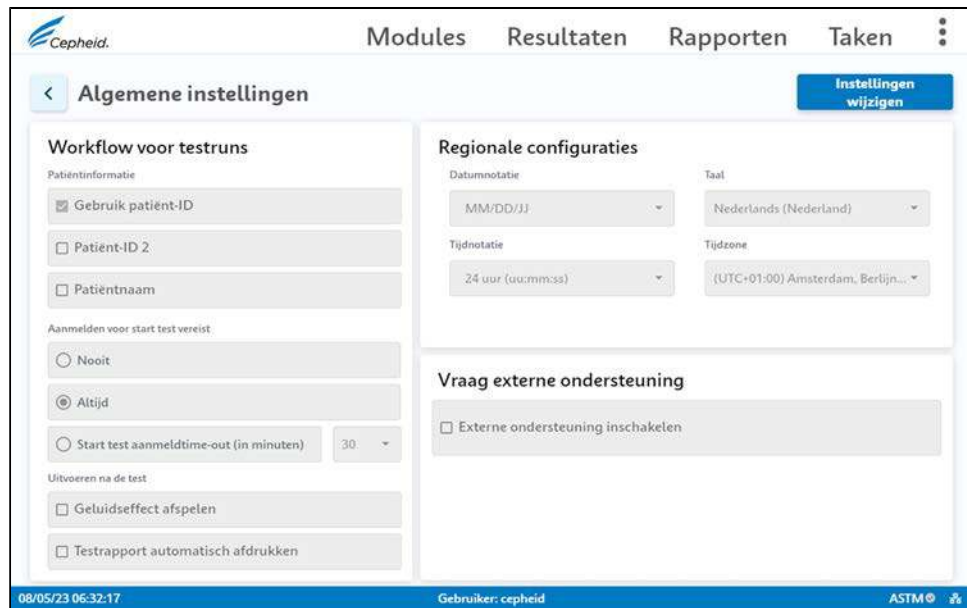 Cepheid.
Modules Resultaten Rapporten Taken
Algemene instellingen
Instellingen
wijzigen
Workflow voor testruns
Patiëntinformatie
Gebruik patiënt-ID
Patiënt-ID 2
Patiëntnaam
Aanmelden voor start test vereist
Nooit
Altijd
Start test aanmeldtime-out (in minuten) 30
Uitvoeren na de test
Geluidseffect afspelen
Testrapport automatisch afdrukken
Regionale configuraties
Datumnotatie Taal
MM/DD/JJ Nederlands (Nederland)
Tijdnotatie Tijdzone
24 uur (uu:mm:ss) (UTC+01:00) Amsterdam, Berlijn...
Vraag externe ondersteuning
Externe ondersteuning inschakelen
08/05/23 06:32:17 Gebruiker: cepheid ASTM